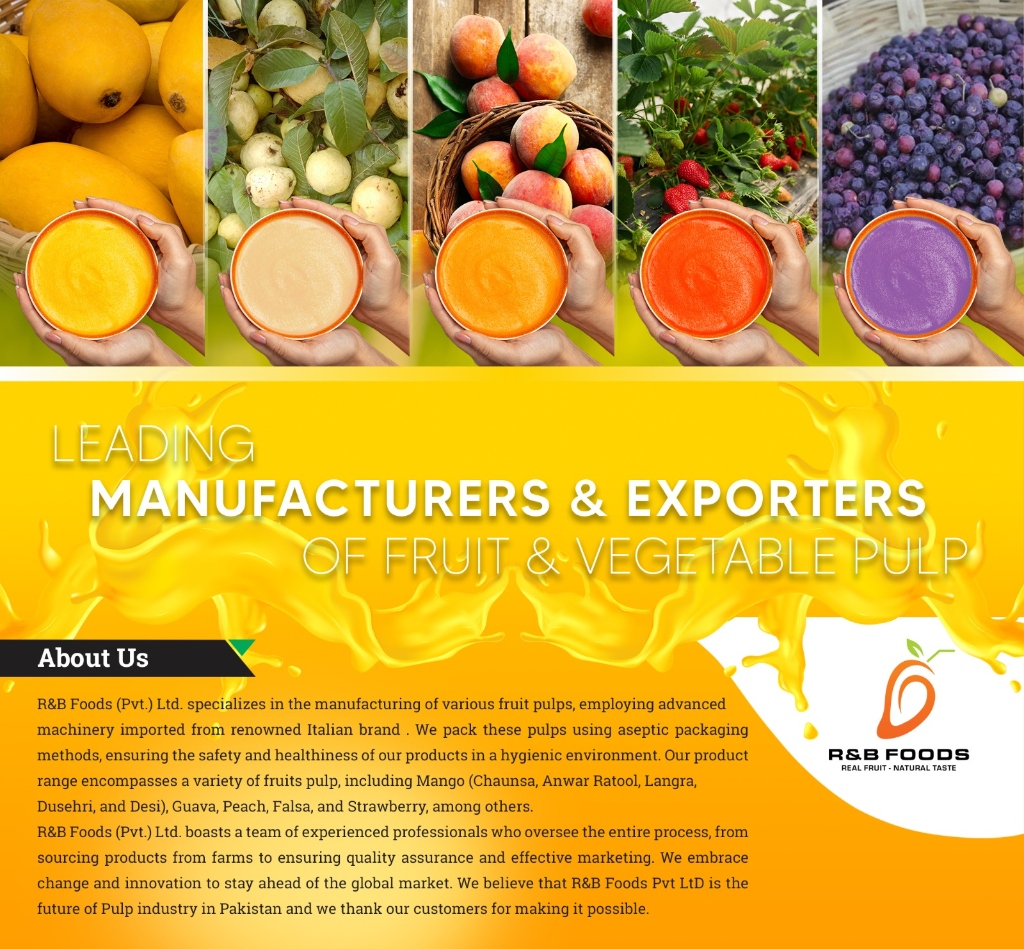 LEADING
MANUFACTURERS & EXPORTERS
OF FRUIT & VEGETABLE PULP
About Us
R&B Foods (Pvt.) Ltd. specializes in the manufacturing of various fruit pulps, employing advanced
machinery imported from renowned Italian brand . We pack these pulps using aseptic packaging
methods, ensuring the safety and healthiness of our products in a hygienic environment. Our product
range encompasses a variety of fruits pulp, including Mango (Chaunsa, Anwar Ratool, Langra,
Dusehri, and Desi), Guava, Peach, Falsa, and Strawberry, among others.
R&B Foods (Pvt.) Ltd. boasts a team of experienced professionals who oversee the entire process, from
sourcing products from farms to ensuring quality assurance and effective marketing. We embrace
change and innovation to stay ahead of the global market. We believe that R&B Foods Pvt LtD is the
future of Pulp industry in Pakistan and we thank our customers for making it possible.
R&B FOODS
REAL FRUIT - NATURAL TASTE